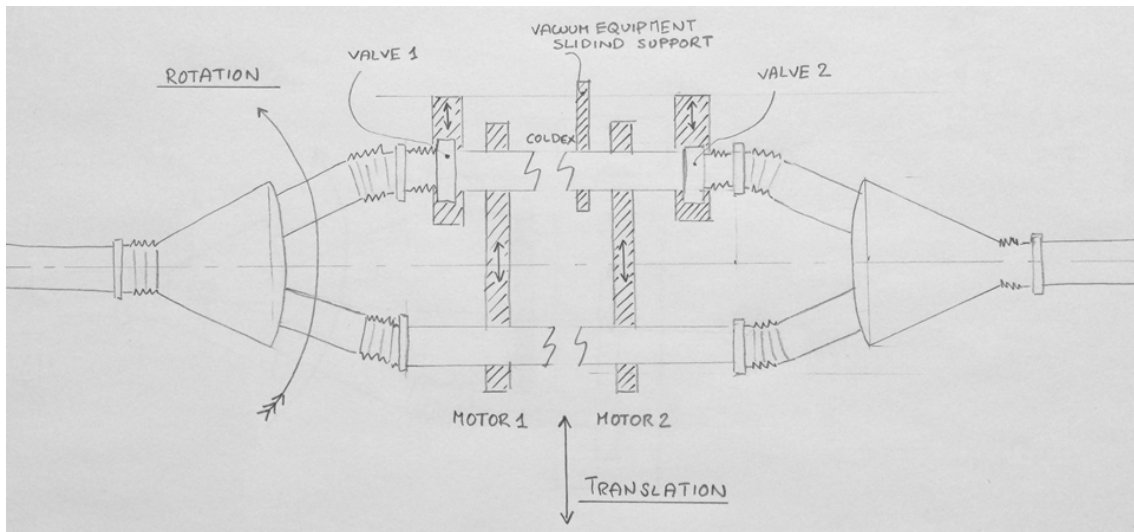 VACUUM EQUIPMENT
SLIDIND SUPPORT
VALVE 1
VALVE 2
ROTATION
COLDEX
MOTOR 1
MOTOR 2
TRANSLATION